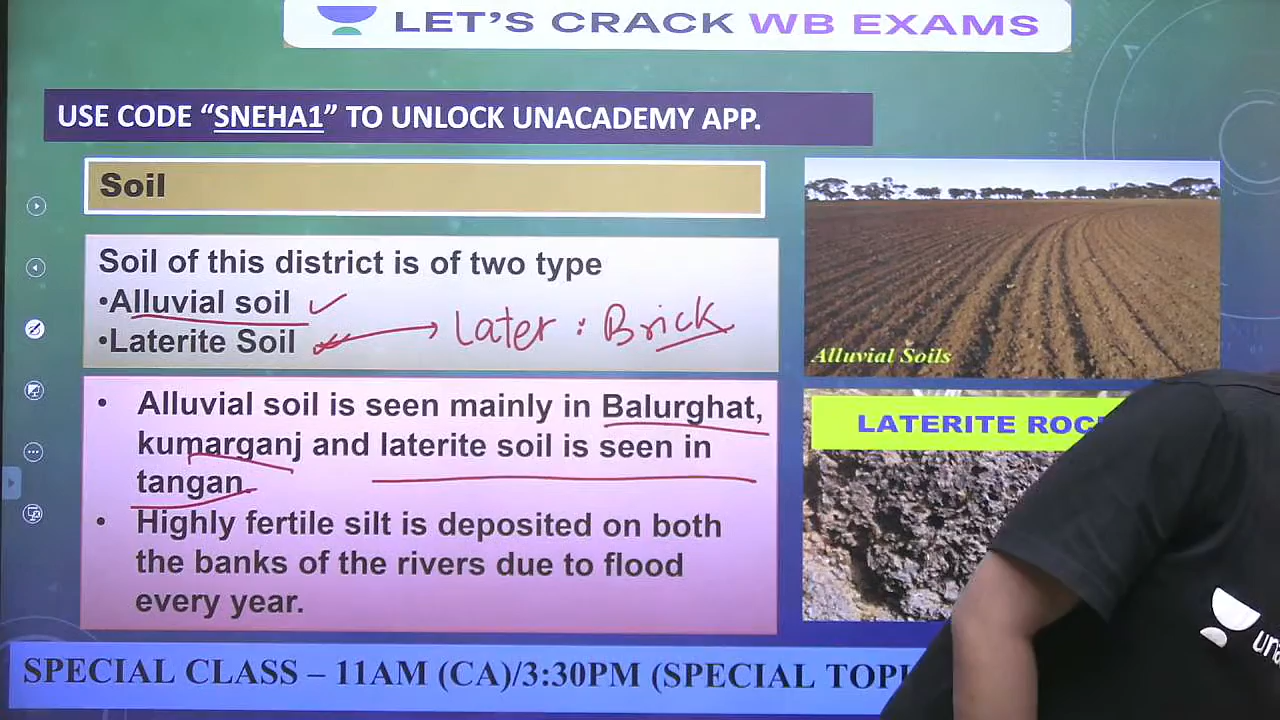 LET'S CRACK WB EXAMS
USE CODE “SNEHA1” TO UNLOCK UNACADEMY APP.
Soil
Soil of this district is of two type
•Alluvial soil
•Laterite Soil
Later : Brick
• Alluvial soil is seen mainly in Balurghat,
kumarganj and laterite soil is seen in
tangan.
• Highly fertile silt is deposited on both
the banks of the rivers due to flood
every year.
Alluvial Soils
LATERITE
SPECIAL CLASS – 11AM (CA)/3:30PM (SPECIAL